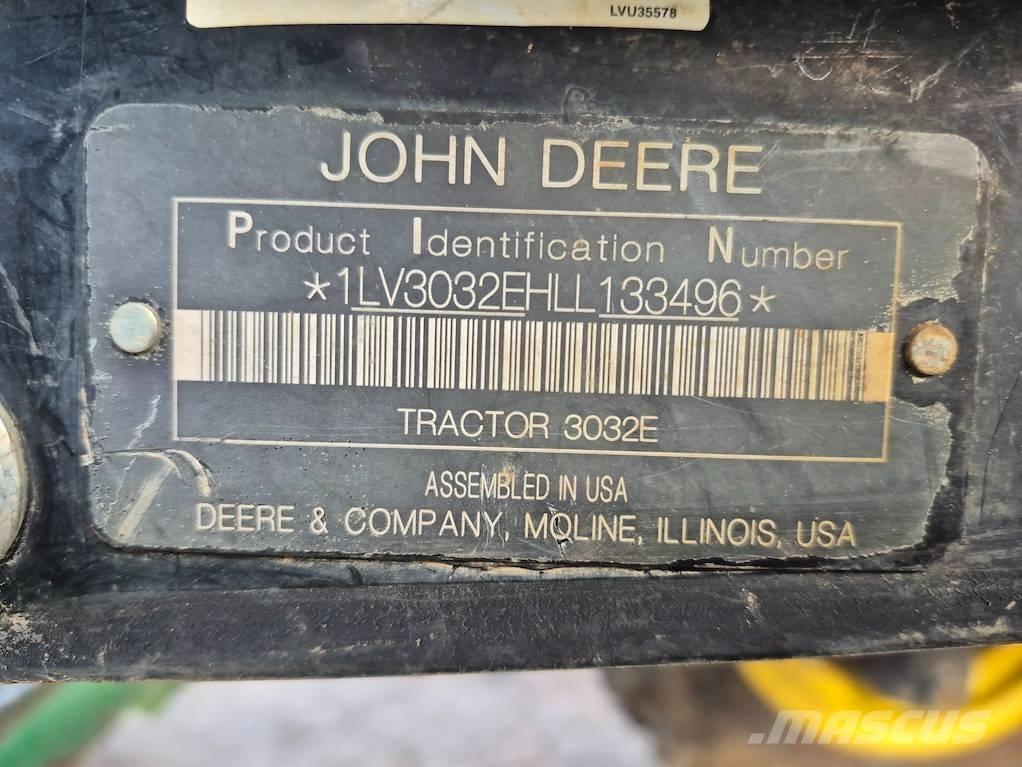 LVU35578
JOHN DEERE
Product Identification Number
*1LV3032EHLL133496*
TRACTOR 3032E
ASSEMBLED IN USA
DEERE & COMPANY, MOLINE, ILLINOIS, USA
MASCUS